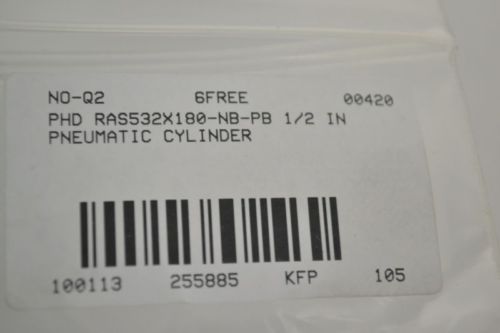 NO-Q2 6FREE 00420
PHD RAS532X180-NB-PB 1/2 IN
PNEUMATIC CYLINDER
100113 255885 KFP 105